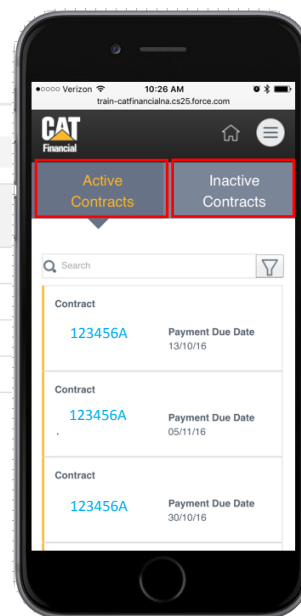 Verizon 10:26 AM
train-catfinancialna.cs25.force.com
CAT
Financial
Active
Contracts
Inactive
Contracts
Search
Contract
123456A
Payment Due Date
13/10/16
Contract
123456A
.
Payment Due Date
05/11/16
Contract
123456A
Payment Due Date
30/10/16